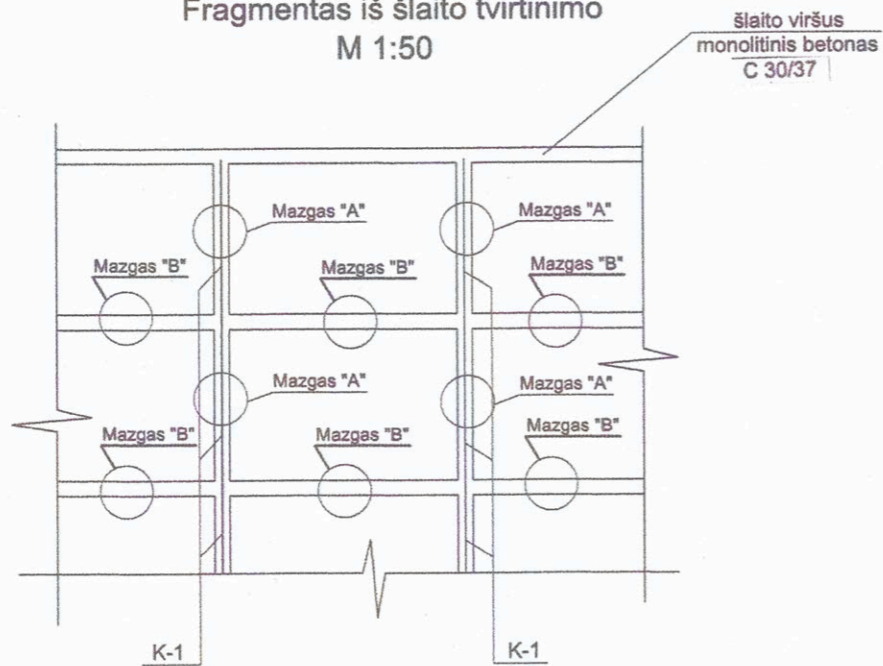 Fragmentas iš šlaito tvirtinimo
M 1:50
šlaito viršus
monolitinis betonas
C 30/37
Mazgas "A"
Mazgas "A"
Mazgas "B"
Mazgas "B"
Mazgas "B"
Mazgas "A"
Mazgas "A"
Mazgas "B"
Mazgas "B"
Mazgas "B"
K-1
K-1